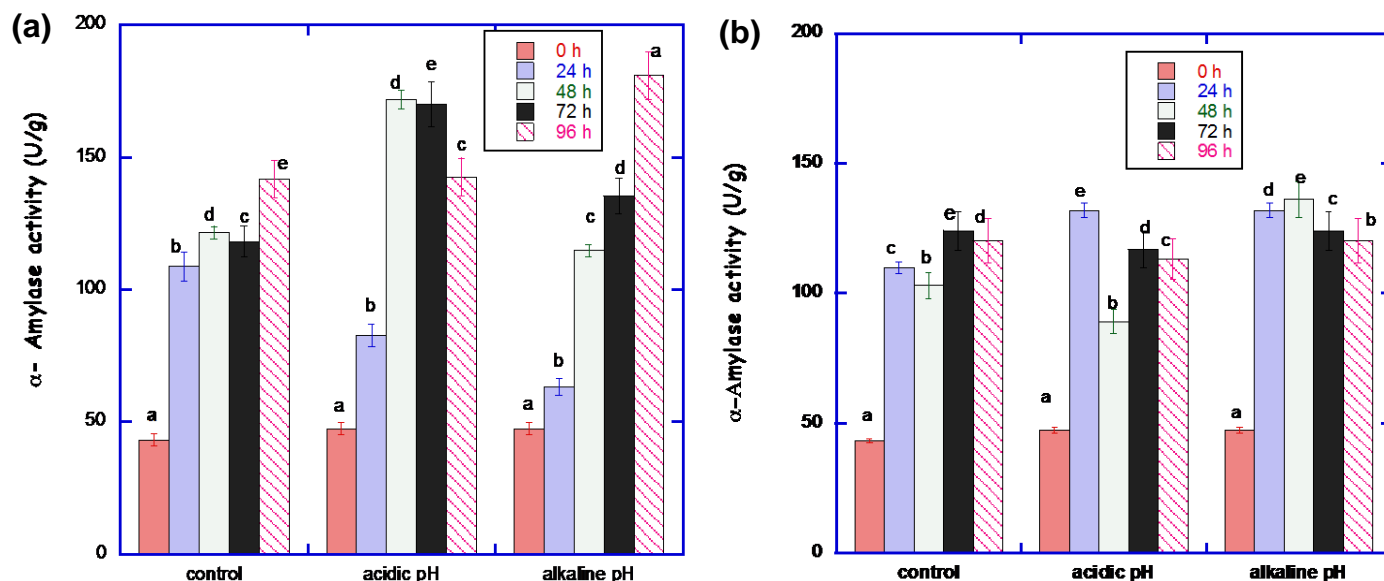 (a)
α- Amylase activity (U/g)
200
150
100
50
0
0 h
24 h
48 h
72 h
96 h
a
b
d
c
e
a
b
d
e
c
a
b
c
d
a
control
acidic pH
alkaline pH
(b)
α-Amylase activity (U/g)
200
150
100
50
0
0 h
24 h
48 h
72 h
96 h
a
c
b
e
d
a
e
b
d
c
a
d
e
c
b
control
acidic pH
alkaline pH